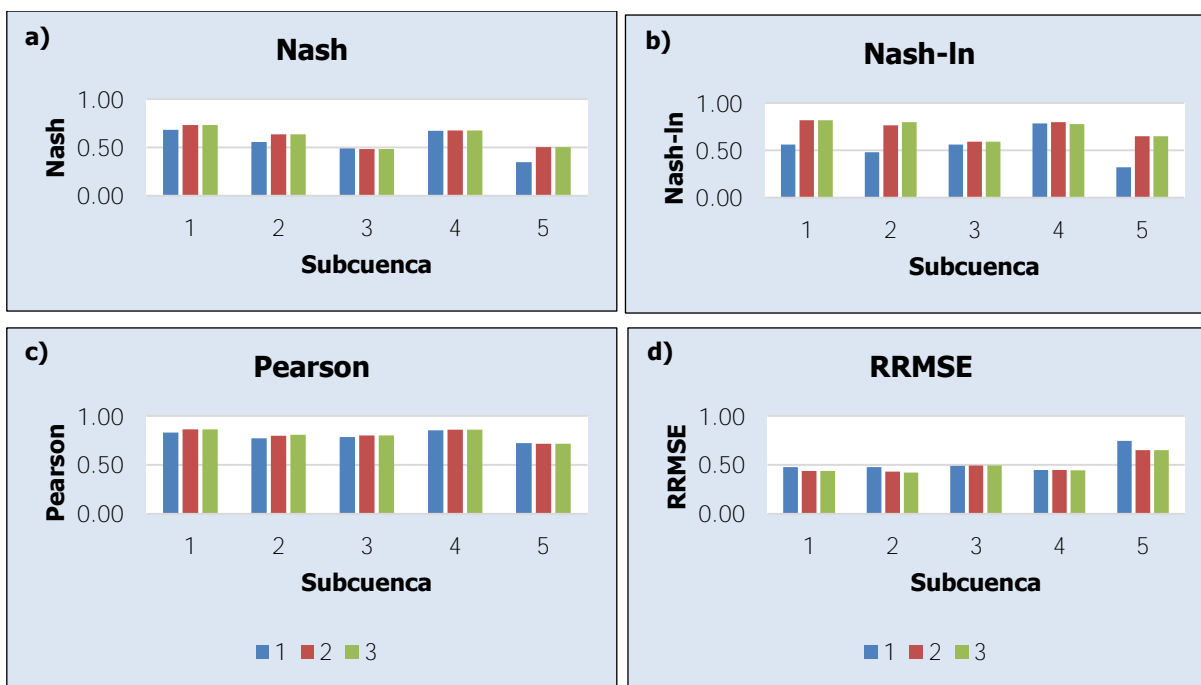 a)
Nash
Nash
1.00
0.50
0.00
1 2 3 4 5
Subcuenca
b)
Nash-ln
Nash-ln
1.00
0.50
0.00
1 2 3 4 5
Subcuenca
c)
Pearson
Pearson
1.00
0.50
0.00
1 2 3 4 5
Subcuenca
1 2 3
d)
RRMSE
RRMSE
1.00
0.50
0.00
1 2 3 4 5
Subcuenca
1 2 3